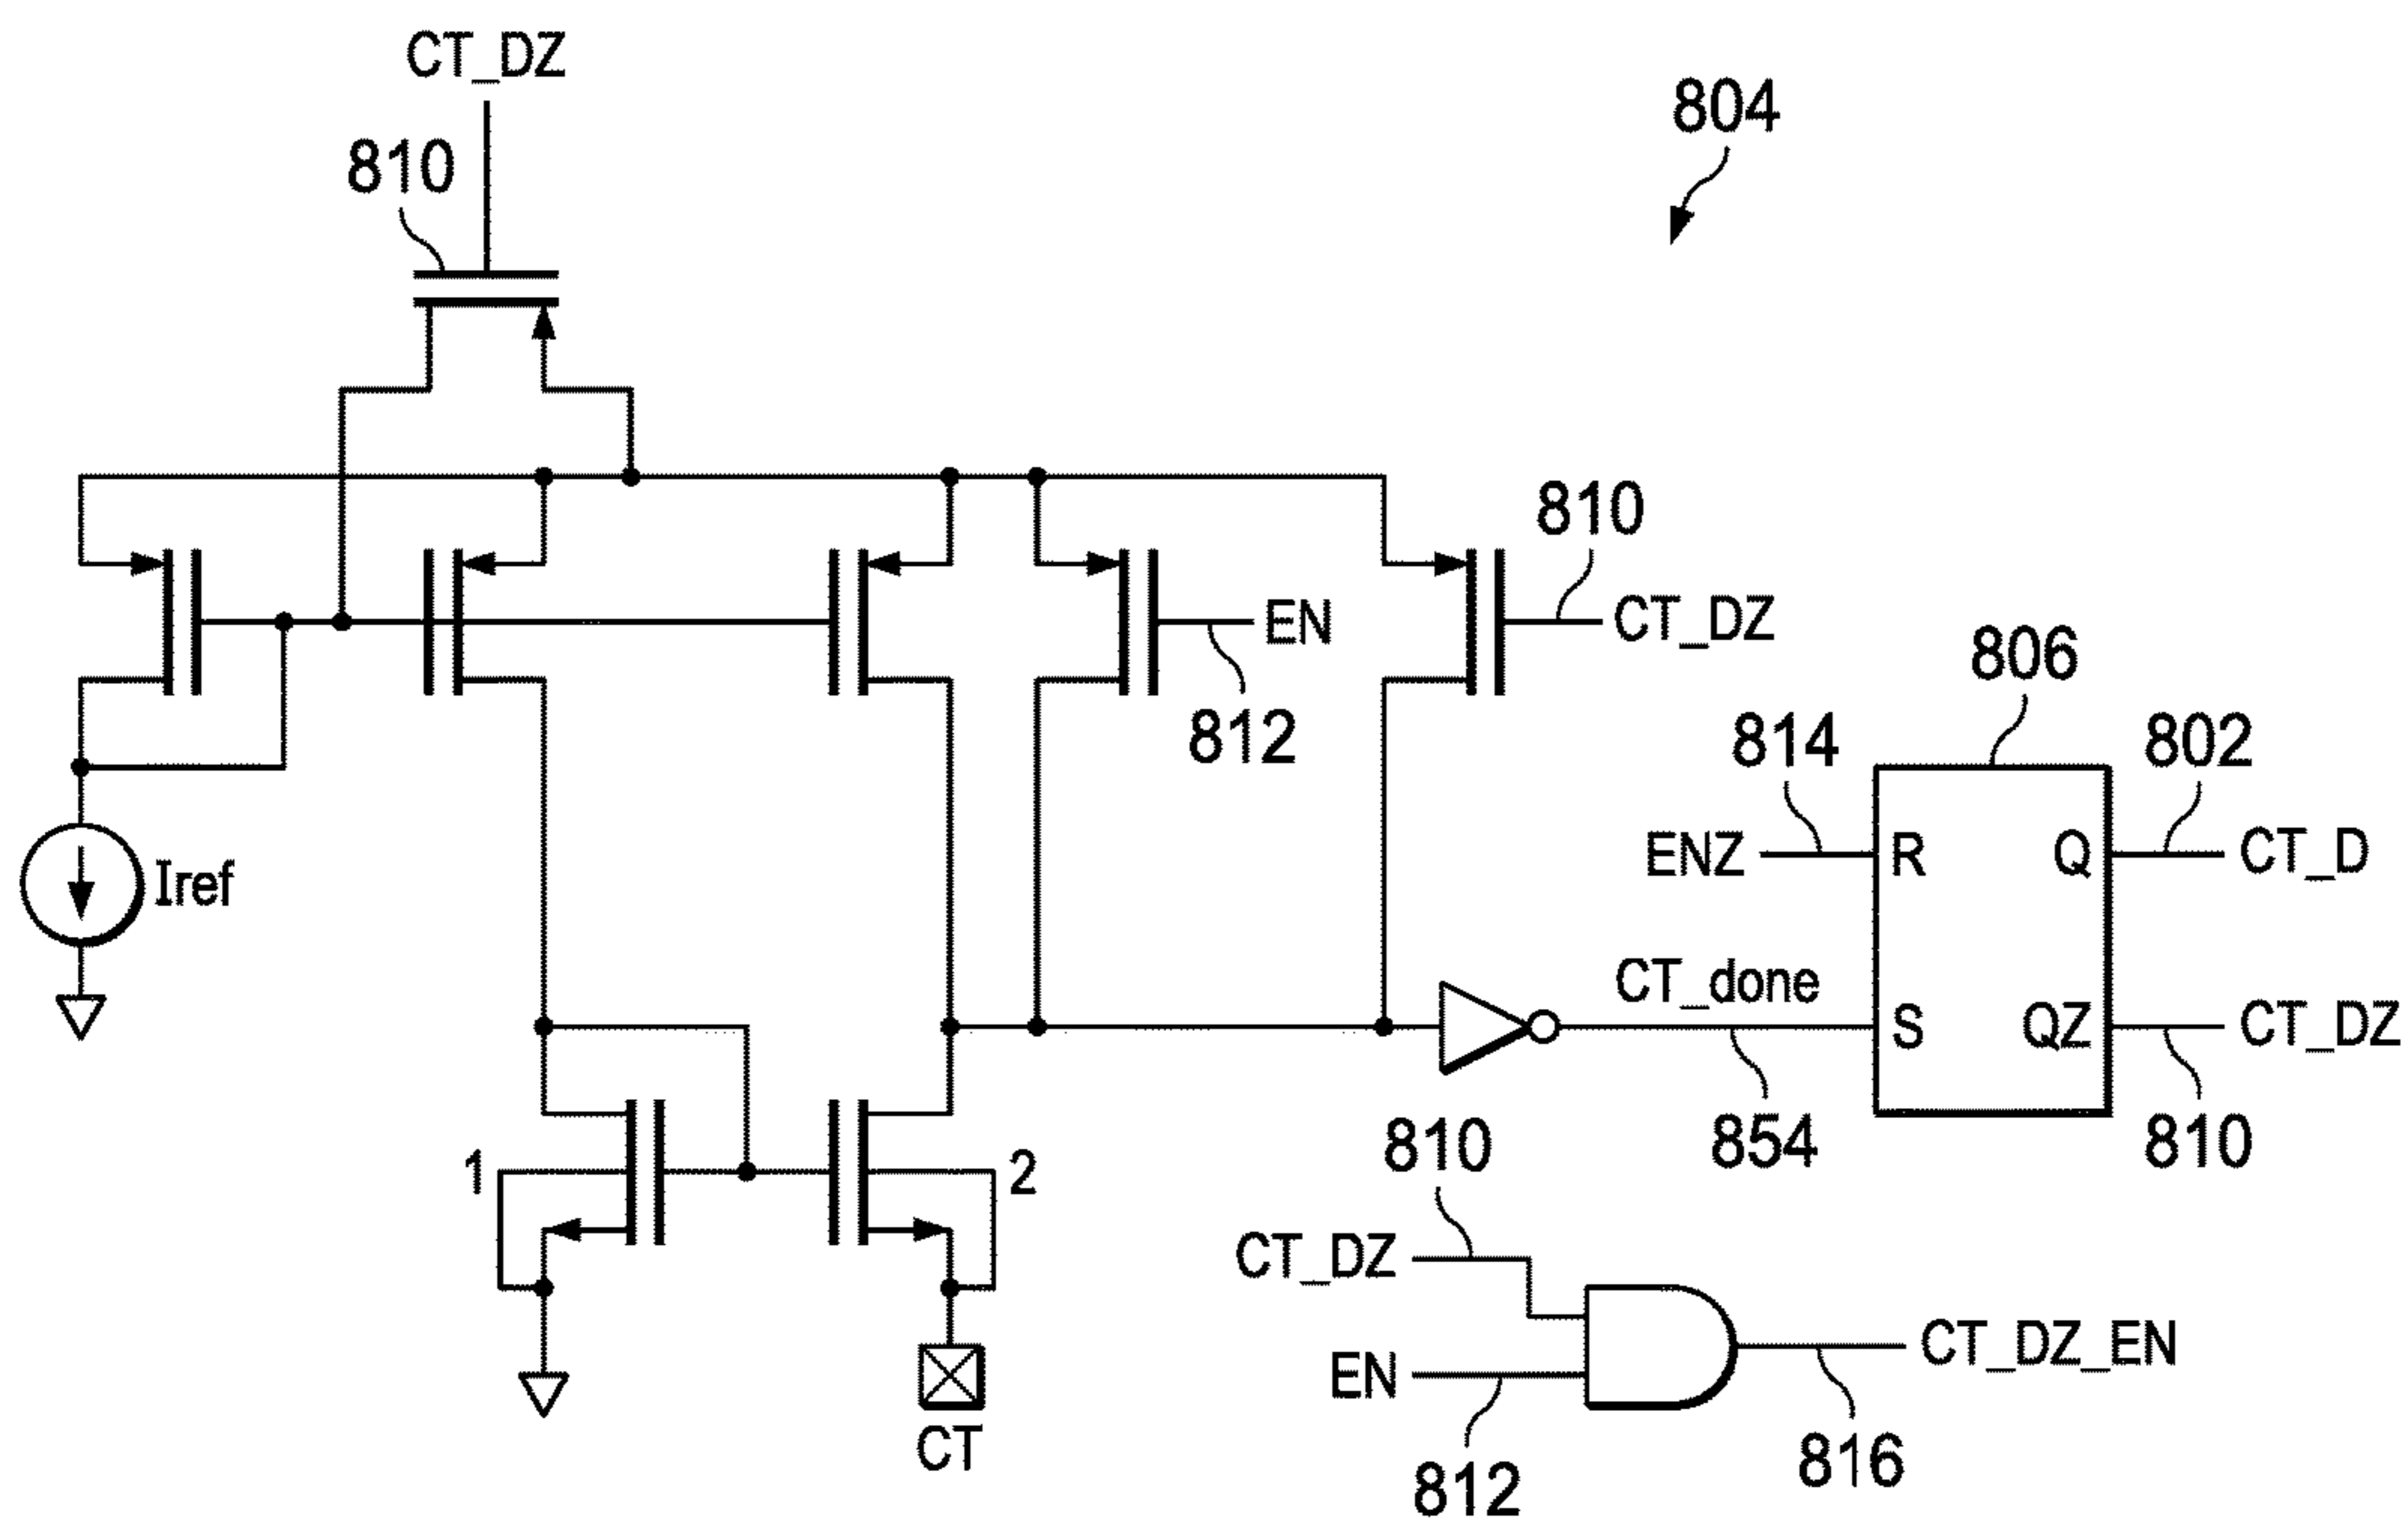 CT_DZ
810
804
810
CT_DZ
EN
812
806
814
802
Iref
ENZ
R
Q
CT_D
CT_done
S
QZ
CT_DZ
854
810
1
2
810
CT_DZ
EN
CT_DZ_EN
812
816
CT